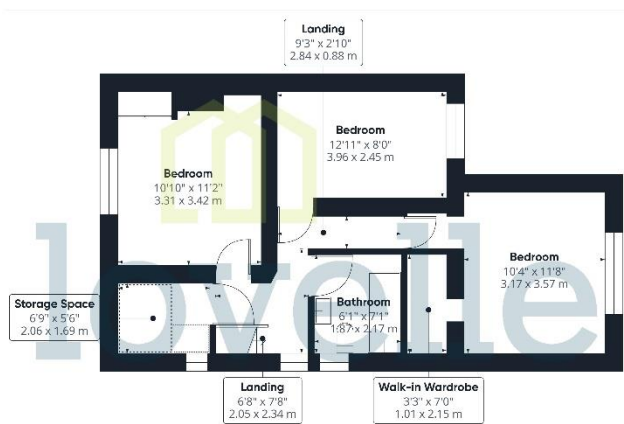 Landing
9'3" x 2'10"
2.84 x 0.88 m
Bedroom
12'11" x 8'0"
3.96 x 2.45 m
Bedroom
10'10" x 11'2"
3.31 x 3.42 m
Bedroom
10'4" x 11'8"
3.17 x 3.57 m
lovelle
Storage Space
6'9" x 5'6"
2.06 x 1.69 m
Bathroom
6'1" x 7'1"
1.87 x 2.17 m
Landing
6'8" x 7'8"
2.05 x 2.34 m
Walk-in Wardrobe
3'3" x 7'0"
1.01 x 2.15 m